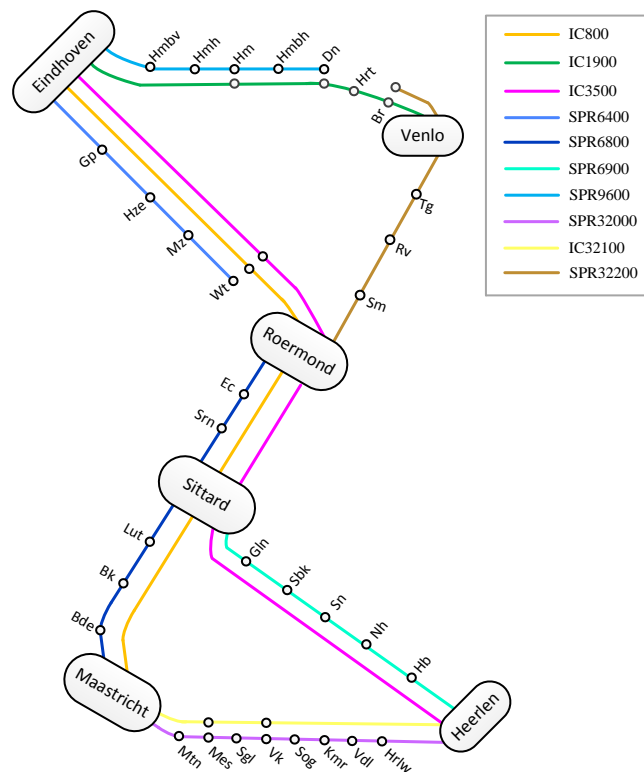 Eindhoven
Hmbv
Hmh
Hm
Hmbh
Dn
Hrt
Br
Venlo
Gp
Hze
Mz
Wt
Tg
Rv
Sm
Roermond
Ec
Srn
Sittard
Lut
Bk
Bde
Gln
Sbk
Sn
Nh
Hb
Maastricht
Heerlen
Mtn
Mes
Sgl
Vk
Sog
Kmr
Vdl
Hrlw
IC800
IC1900
IC3500
SPR6400
SPR6800
SPR6900
SPR9600
SPR32000
IC32100
SPR32200